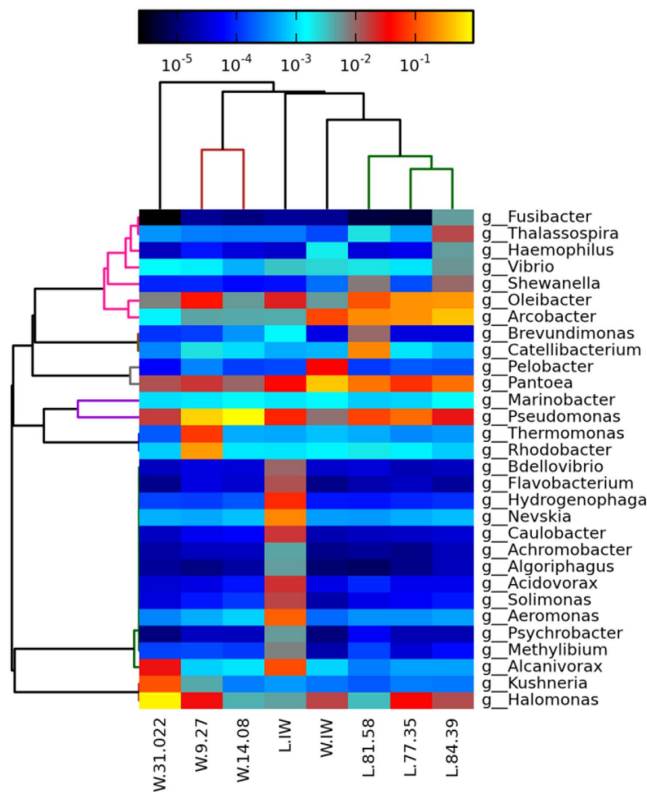 10-5 10-4 10-3 10-2 10-1
g__Fusibacter
g__Thalassospira
g__Haemophilus
g__Vibrio
g__Shewanella
g__Oleibacter
g__Arcobacter
g__Brevundimonas
g__Catellibacterium
g__Pelobacter
g__Pantoea
g__Marinobacter
g__Pseudomonas
g__Thermomonas
g__Rhodobacter
g__Bdellovibrio
g__Flavobacterium
g__Hydrogenophaga
g__Nevskia
g__Caulobacter
g__Achromobacter
g__Algoriphagus
g__Acidovorax
g__Solimonas
g__Aeromonas
g__Psychrobacter
g__Methylibium
g__Alcanivorax
g__Kushneria
g__Halomonas
W.31.022
W.9.27
W.14.08
L.IW
W.IW
L.81.58
L.77.35
L.84.39